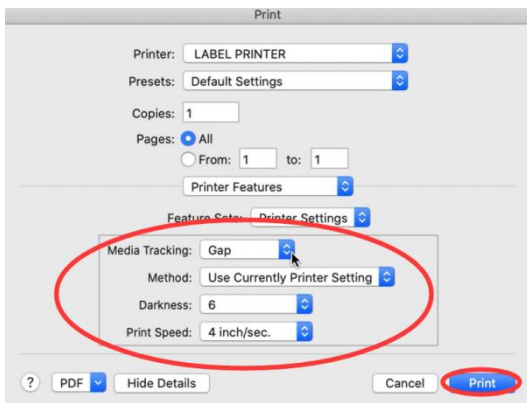 Print
Printer: LABEL PRINTER
Presets: Default Settings
Copies: 1
Pages: All
From: 1 to: 1
Printer Features
Feature Sets: Printer Settings
Media Tracking: Gap
Method: Use Currently Printer Setting
Darkness: 6
Print Speed: 4 inch/sec.
? PDF Hide Details Cancel Print